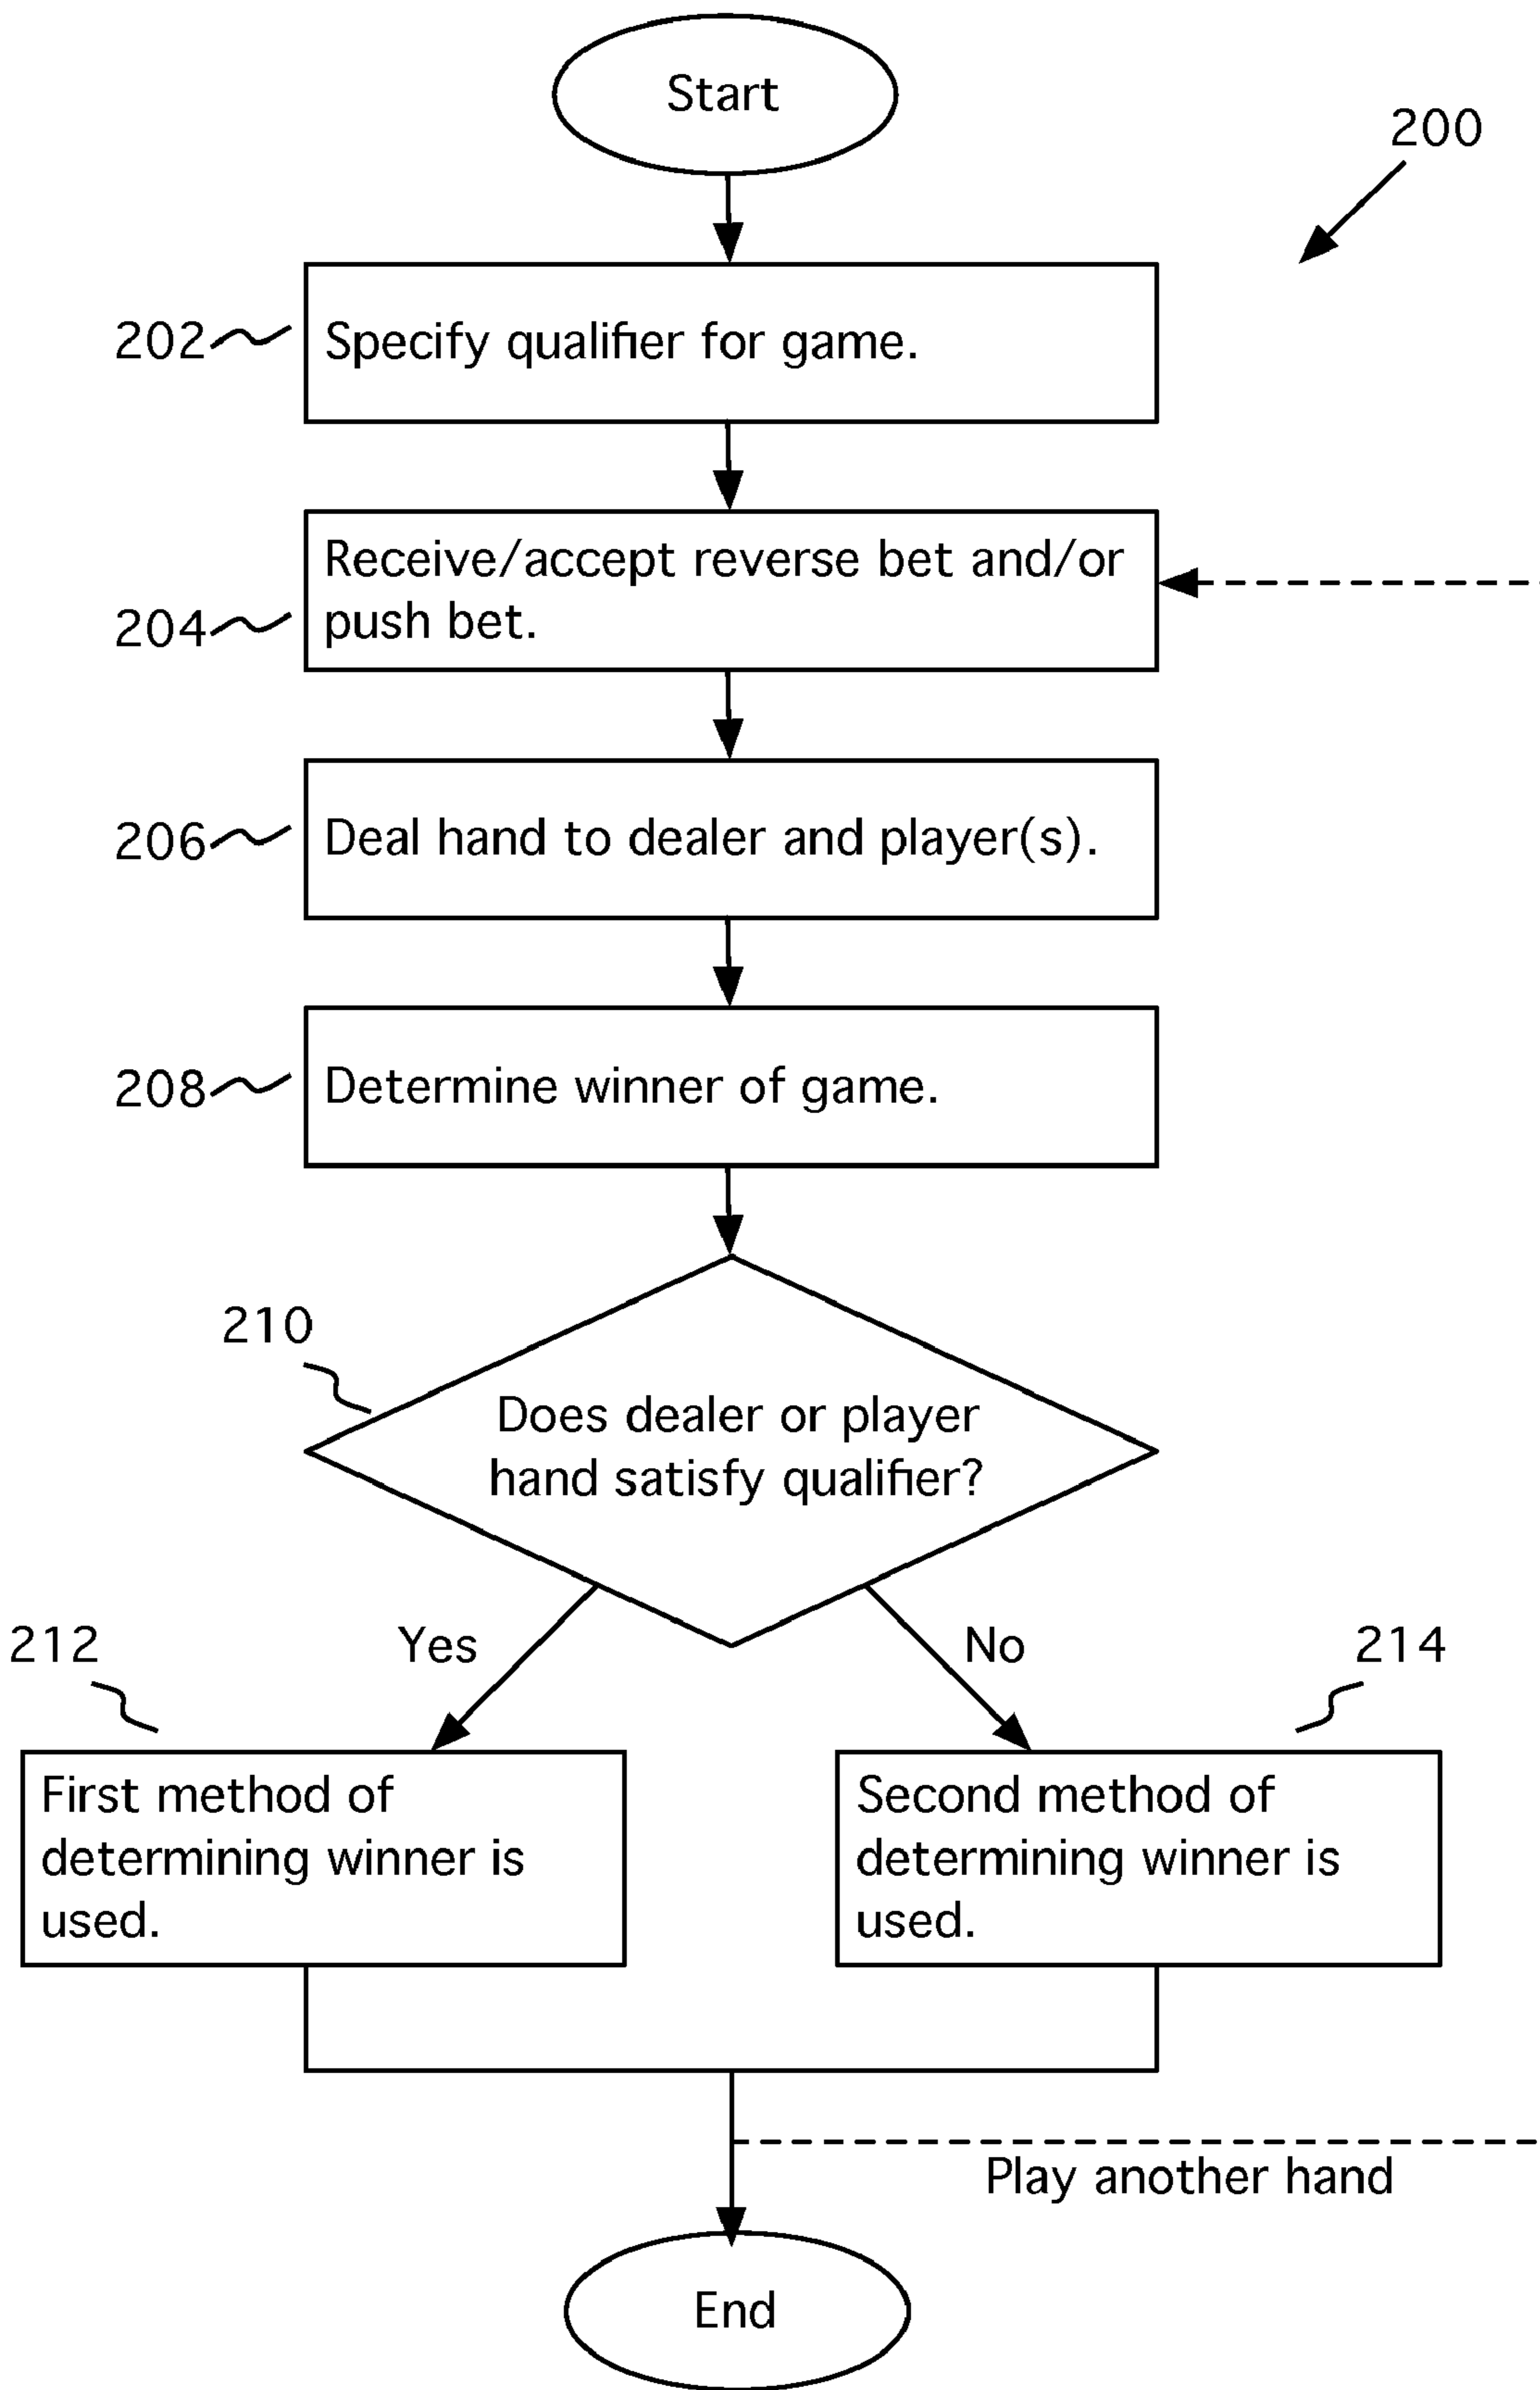 Start
200
202
Specify qualifier for game.
Receive/accept reverse bet and/or
push bet.
204
206
Deal hand to dealer and player(s).
208
Determine winner of game.
210
Does dealer or player
hand satisfy qualifier?
212
Yes
No
214
First method of
determining winner is
used.
Second method of
determining winner is
used.
Play another hand
End